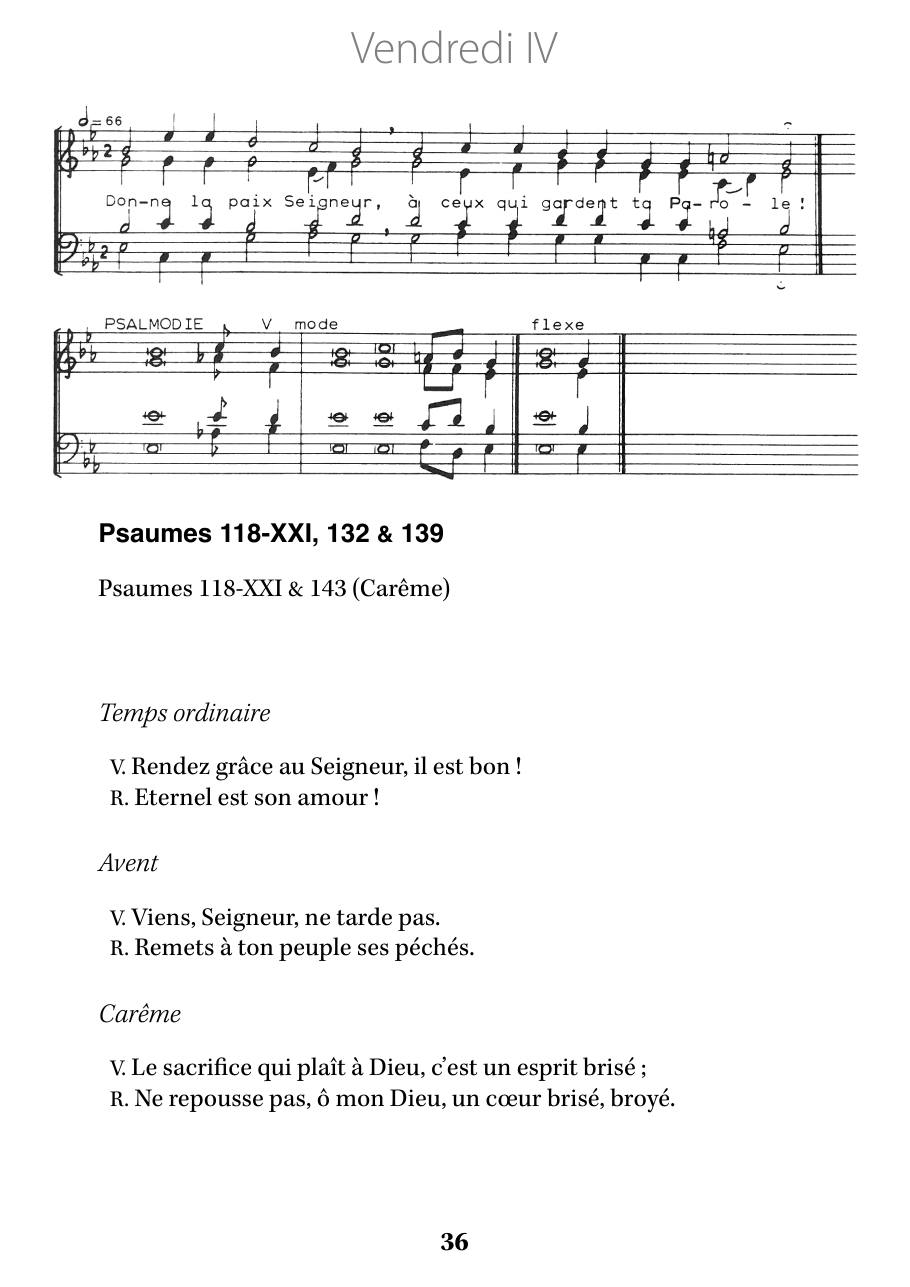 Vendredi IV
= 66
Don-ne la paix Seigneur, à ceux qui gardent ta Pa-ro - le !
PSALMODIE V mode flexe
Psaumes 118-XXI, 132 & 139
Psaumes 118-XXI & 143 (Carême)
Temps ordinaire
V. Rendez grâce au Seigneur, il est bon !
R. Eternel est son amour !
Avent
V. Viens, Seigneur, ne tarde pas.
R. Remets à ton peuple ses péchés.
Carême
V. Le sacrifice qui plaît à Dieu, c’est un esprit brisé ;
R. Ne repousse pas, ô mon Dieu, un cœur brisé, broyé.
36